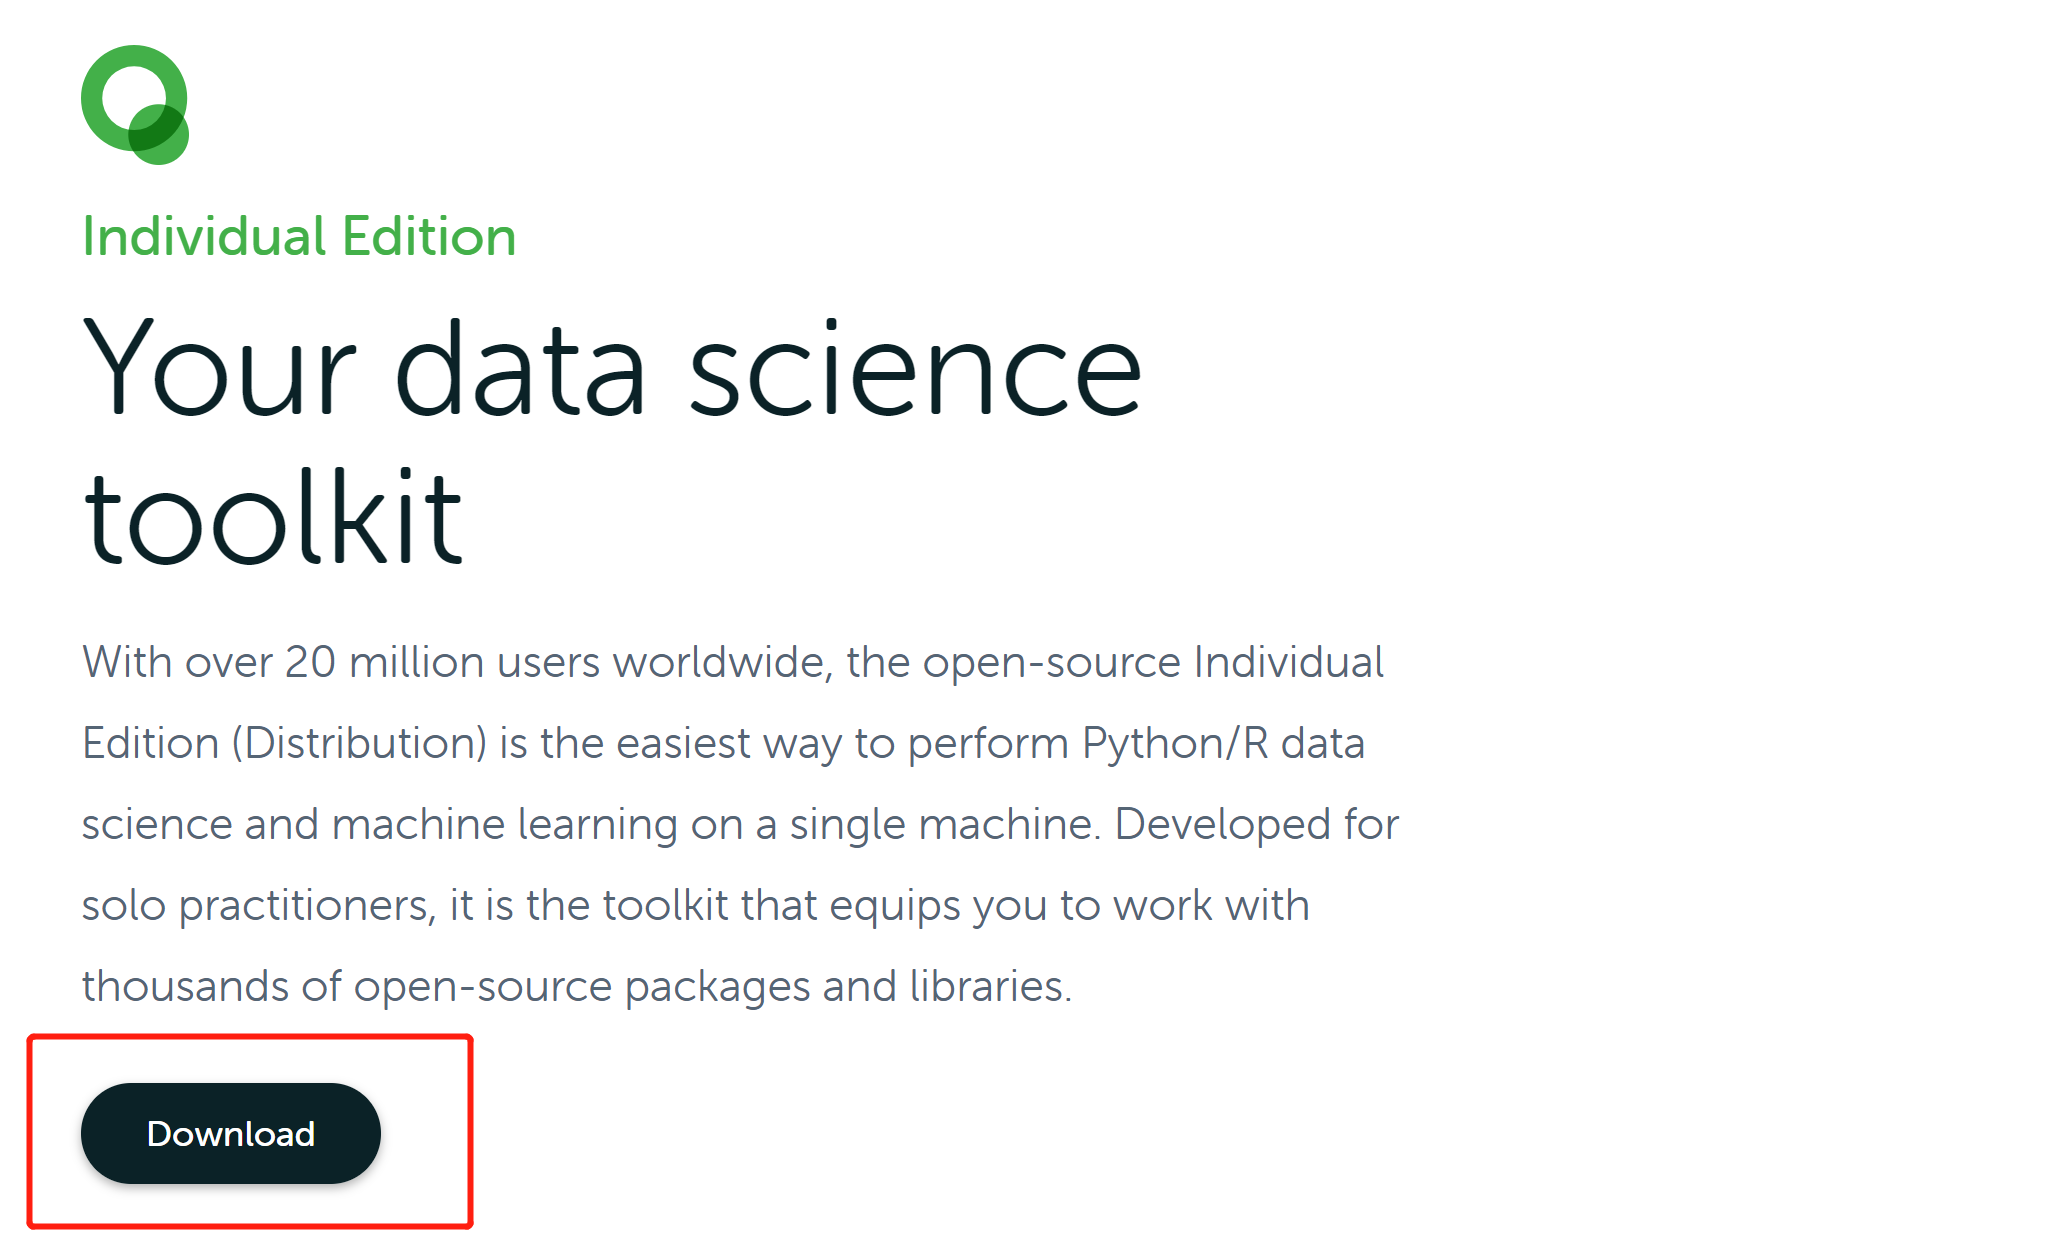 Individual Edition
Your data science
toolkit
With over 20 million users worldwide, the open-source Individual
Edition (Distribution) is the easiest way to perform Python/R data
science and machine learning on a single machine. Developed for
solo practitioners, it is the toolkit that equips you to work with
thousands of open-source packages and libraries.
Download